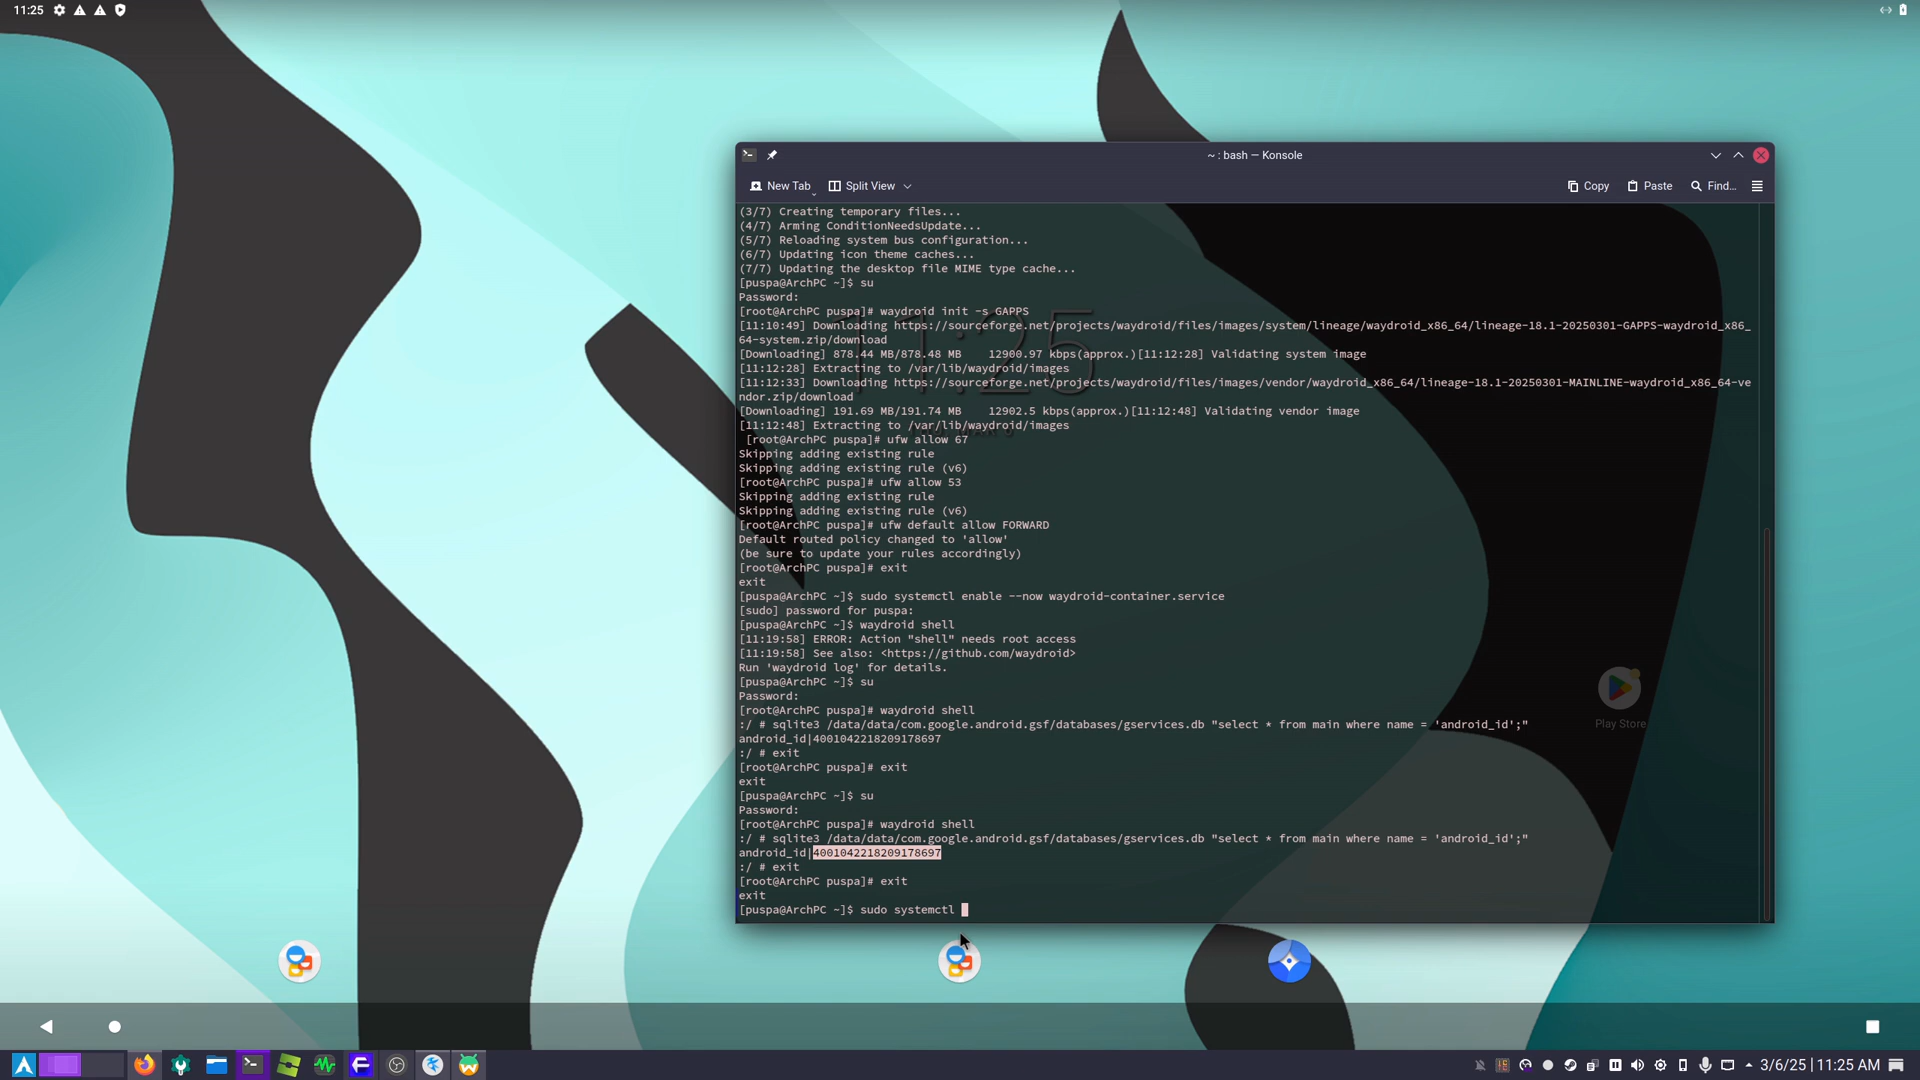 11:25
~ : bash — Konsole
New Tab
Split View
Copy
Paste
Find...
(3/7) Creating temporary files...
(4/7) Arming ConditionNeedsUpdate...
(5/7) Reloading system bus configuration...
(6/7) Updating icon theme caches...
(7/7) Updating the desktop file MIME type cache...
[puspa@ArchPC ~]$ su
Password:
[root@ArchPC puspa]# waydroid init -s GAPPS
[11:10:49] Downloading https://sourceforge.net/projects/waydroid/files/images/system/lineage/waydroid_x86_64/lineage-18.1-20250301-GAPPS-waydroid_x86_
64-system.zip/download
[Downloading] 878.44 MB/878.48 MB    12900.97 kbps(approx.)[11:12:28] Validating system image
[11:12:28] Extracting to /var/lib/waydroid/images
[11:12:33] Downloading https://sourceforge.net/projects/waydroid/files/images/vendor/waydroid_x86_64/lineage-18.1-20250301-MAINLINE-waydroid_x86_64-ve
ndor.zip/download
[Downloading] 191.69 MB/191.74 MB    12902.5 kbps(approx.)[11:12:48] Validating vendor image
[11:12:48] Extracting to /var/lib/waydroid/images
[root@ArchPC puspa]# ufw allow 67
Skipping adding existing rule
Skipping adding existing rule (v6)
[root@ArchPC puspa]# ufw allow 53
Skipping adding existing rule
Skipping adding existing rule (v6)
[root@ArchPC puspa]# ufw default allow FORWARD
Default routed policy changed to 'allow'
(be sure to update your rules accordingly)
[root@ArchPC puspa]# exit
exit
[puspa@ArchPC ~]$ sudo systemctl enable --now waydroid-container.service
[sudo] password for puspa:
[puspa@ArchPC ~]$ waydroid shell
[11:19:58] ERROR: Action "shell" needs root access
[11:19:58] See also: <https://github.com/waydroid>
Run 'waydroid log' for details.
[puspa@ArchPC ~]$ su
Password:
[root@ArchPC puspa]# waydroid shell
:/ # sqlite3 /data/data/com.google.android.gsf/databases/gservices.db "select * from main where name = 'android_id';"
android_id|4001042218209178697
:/ # exit
[root@ArchPC puspa]# exit
exit
[puspa@ArchPC ~]$ su
Password:
[root@ArchPC puspa]# waydroid shell
:/ # sqlite3 /data/data/com.google.android.gsf/databases/gservices.db "select * from main where name = 'android_id';"
android_id|4001042218209178697
:/ # exit
[root@ArchPC puspa]# exit
exit
[puspa@ArchPC ~]$ sudo systemctl
11:25
Play Store
3/6/25 | 11:25 AM